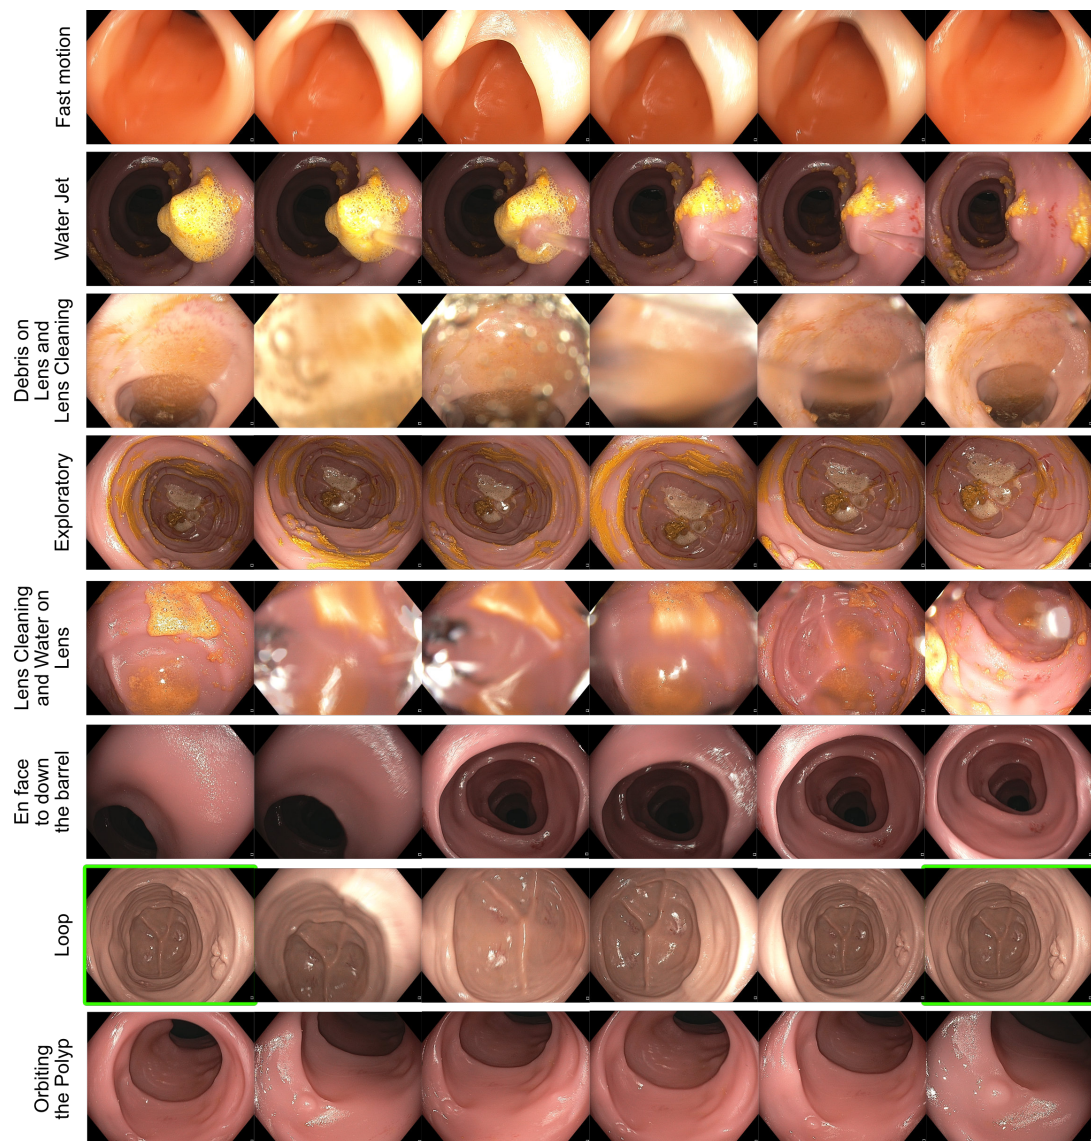 Fast motion
Water Jet
Debris on
Lens and
Lens Cleaning
Exploratory
Lens Cleaning
and Water on
Lens
En face
to down
the barrel
Loop
Orbiting
the Polyp